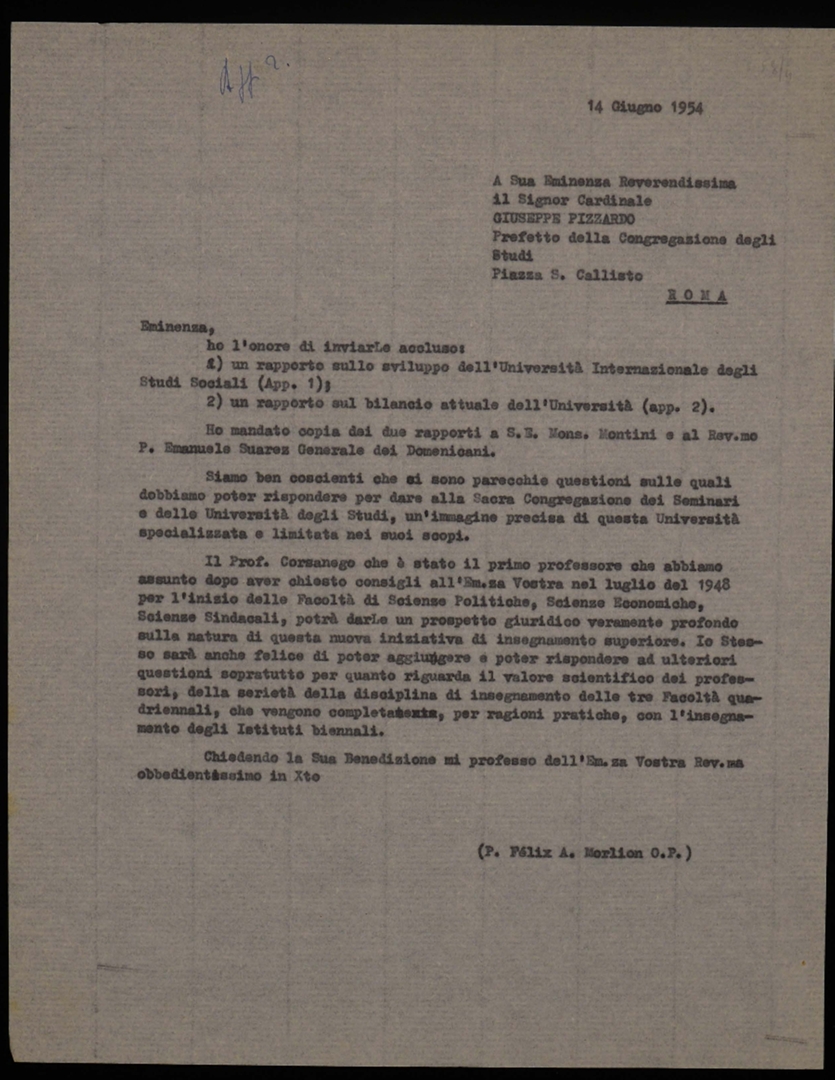 App 2.
14 Giugno 1954
A Sua Eminenza Reverendissima
il Signor Cardinale
GIUSEPPE PIZZARDO
Prefetto della Congregazione degli
Studi
Piazza S. Callisto
R O M A
Eminenza,
ho l'onore di inviarLe accluso:
1) un rapporto sullo sviluppo dell'Università Internazionale degli
Studi Sociali (App. 1);
2) un rapporto sul bilancio attuale dell'Università (app. 2).
Ho mandato copia dei due rapporti a S.E. Mons. Montini e al Rev.mo
P. Emanuele Suarez Generale dei Domenicani.
Siamo ben coscienti che ci sono parecchie questioni sulle quali
dobbiamo poter rispondere per dare alla Sacra Congregazione dei Seminari
e delle Università degli Studi, un'immagine precisa di questa Università
specializzata e limitata nei suoi scopi.
Il Prof. Corsanego che è stato il primo professore che abbiamo
assunto dopo aver chiesto consigli all'Em.za Vostra nel luglio del 1948
per l'inizio delle Facoltà di Scienze Politiche, Scienze Economiche,
Scienze Sindacali, potrà darLe un prospetto giuridico veramente profondo
sulla natura di questa nuova iniziativa di insegnamento superiore. Io Stes-
so sarà anche felice di poter aggiungere e poter rispondere ad ulteriori
questioni sopratutto per quanto riguarda il valore scientifico dei profes-
sori, della serietà della disciplina di insegnamento delle tre Facoltà qua-
driennali, che vengono completate, per ragioni pratiche, con l'insegna-
mento degli Istituti biennali.
Chiedendo la Sua Benedizione mi professo dell'Em.za Vostra Rev.ma
obbedientissimo in Xto
(P. Félix A. Morlion O.P.)